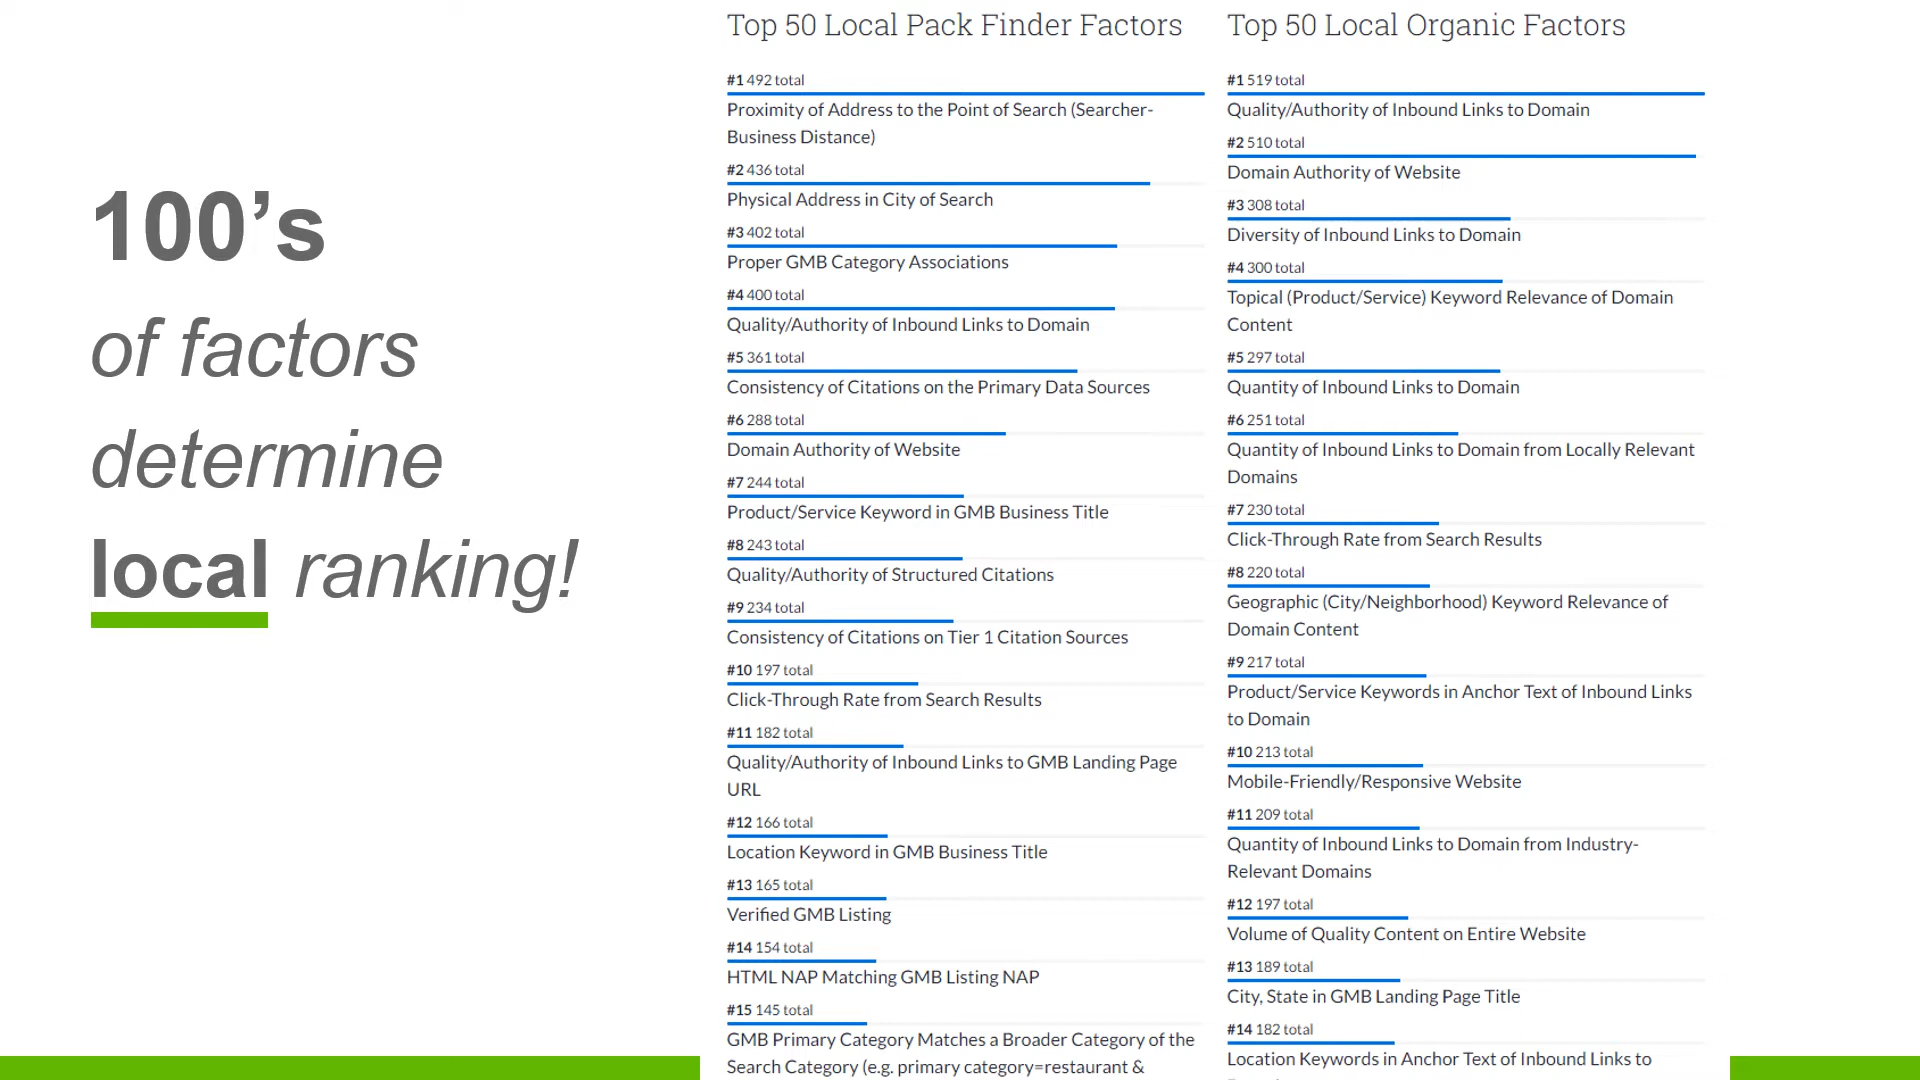 100’s
of factors
determine
local ranking!
Top 50 Local Pack Finder Factors
#1 492 total
Proximity of Address to the Point of Search (Searcher-
Business Distance)
#2 436 total
Physical Address in City of Search
#3 402 total
Proper GMB Category Associations
#4 400 total
Quality/Authority of Inbound Links to Domain
#5 361 total
Consistency of Citations on the Primary Data Sources
#6 288 total
Domain Authority of Website
#7 244 total
Product/Service Keyword in GMB Business Title
#8 243 total
Quality/Authority of Structured Citations
#9 234 total
Consistency of Citations on Tier 1 Citation Sources
#10 197 total
Click-Through Rate from Search Results
#11 182 total
Quality/Authority of Inbound Links to GMB Landing Page
URL
#12 166 total
Location Keyword in GMB Business Title
#13 165 total
Verified GMB Listing
#14 154 total
HTML NAP Matching GMB Listing NAP
#15 145 total
GMB Primary Category Matches a Broader Category of the
Search Category (e.g. primary category=restaurant &
Top 50 Local Organic Factors
#1 519 total
Quality/Authority of Inbound Links to Domain
#2 510 total
Domain Authority of Website
#3 308 total
Diversity of Inbound Links to Domain
#4 300 total
Topical (Product/Service) Keyword Relevance of Domain
Content
#5 297 total
Quantity of Inbound Links to Domain
#6 251 total
Quantity of Inbound Links to Domain from Locally Relevant
Domains
#7 230 total
Click-Through Rate from Search Results
#8 220 total
Geographic (City/Neighborhood) Keyword Relevance of
Domain Content
#9 217 total
Product/Service Keywords in Anchor Text of Inbound Links
to Domain
#10 213 total
Mobile-Friendly/Responsive Website
#11 209 total
Quantity of Inbound Links to Domain from Industry-
Relevant Domains
#12 197 total
Volume of Quality Content on Entire Website
#13 189 total
City, State in GMB Landing Page Title
#14 182 total
Location Keywords in Anchor Text of Inbound Links to